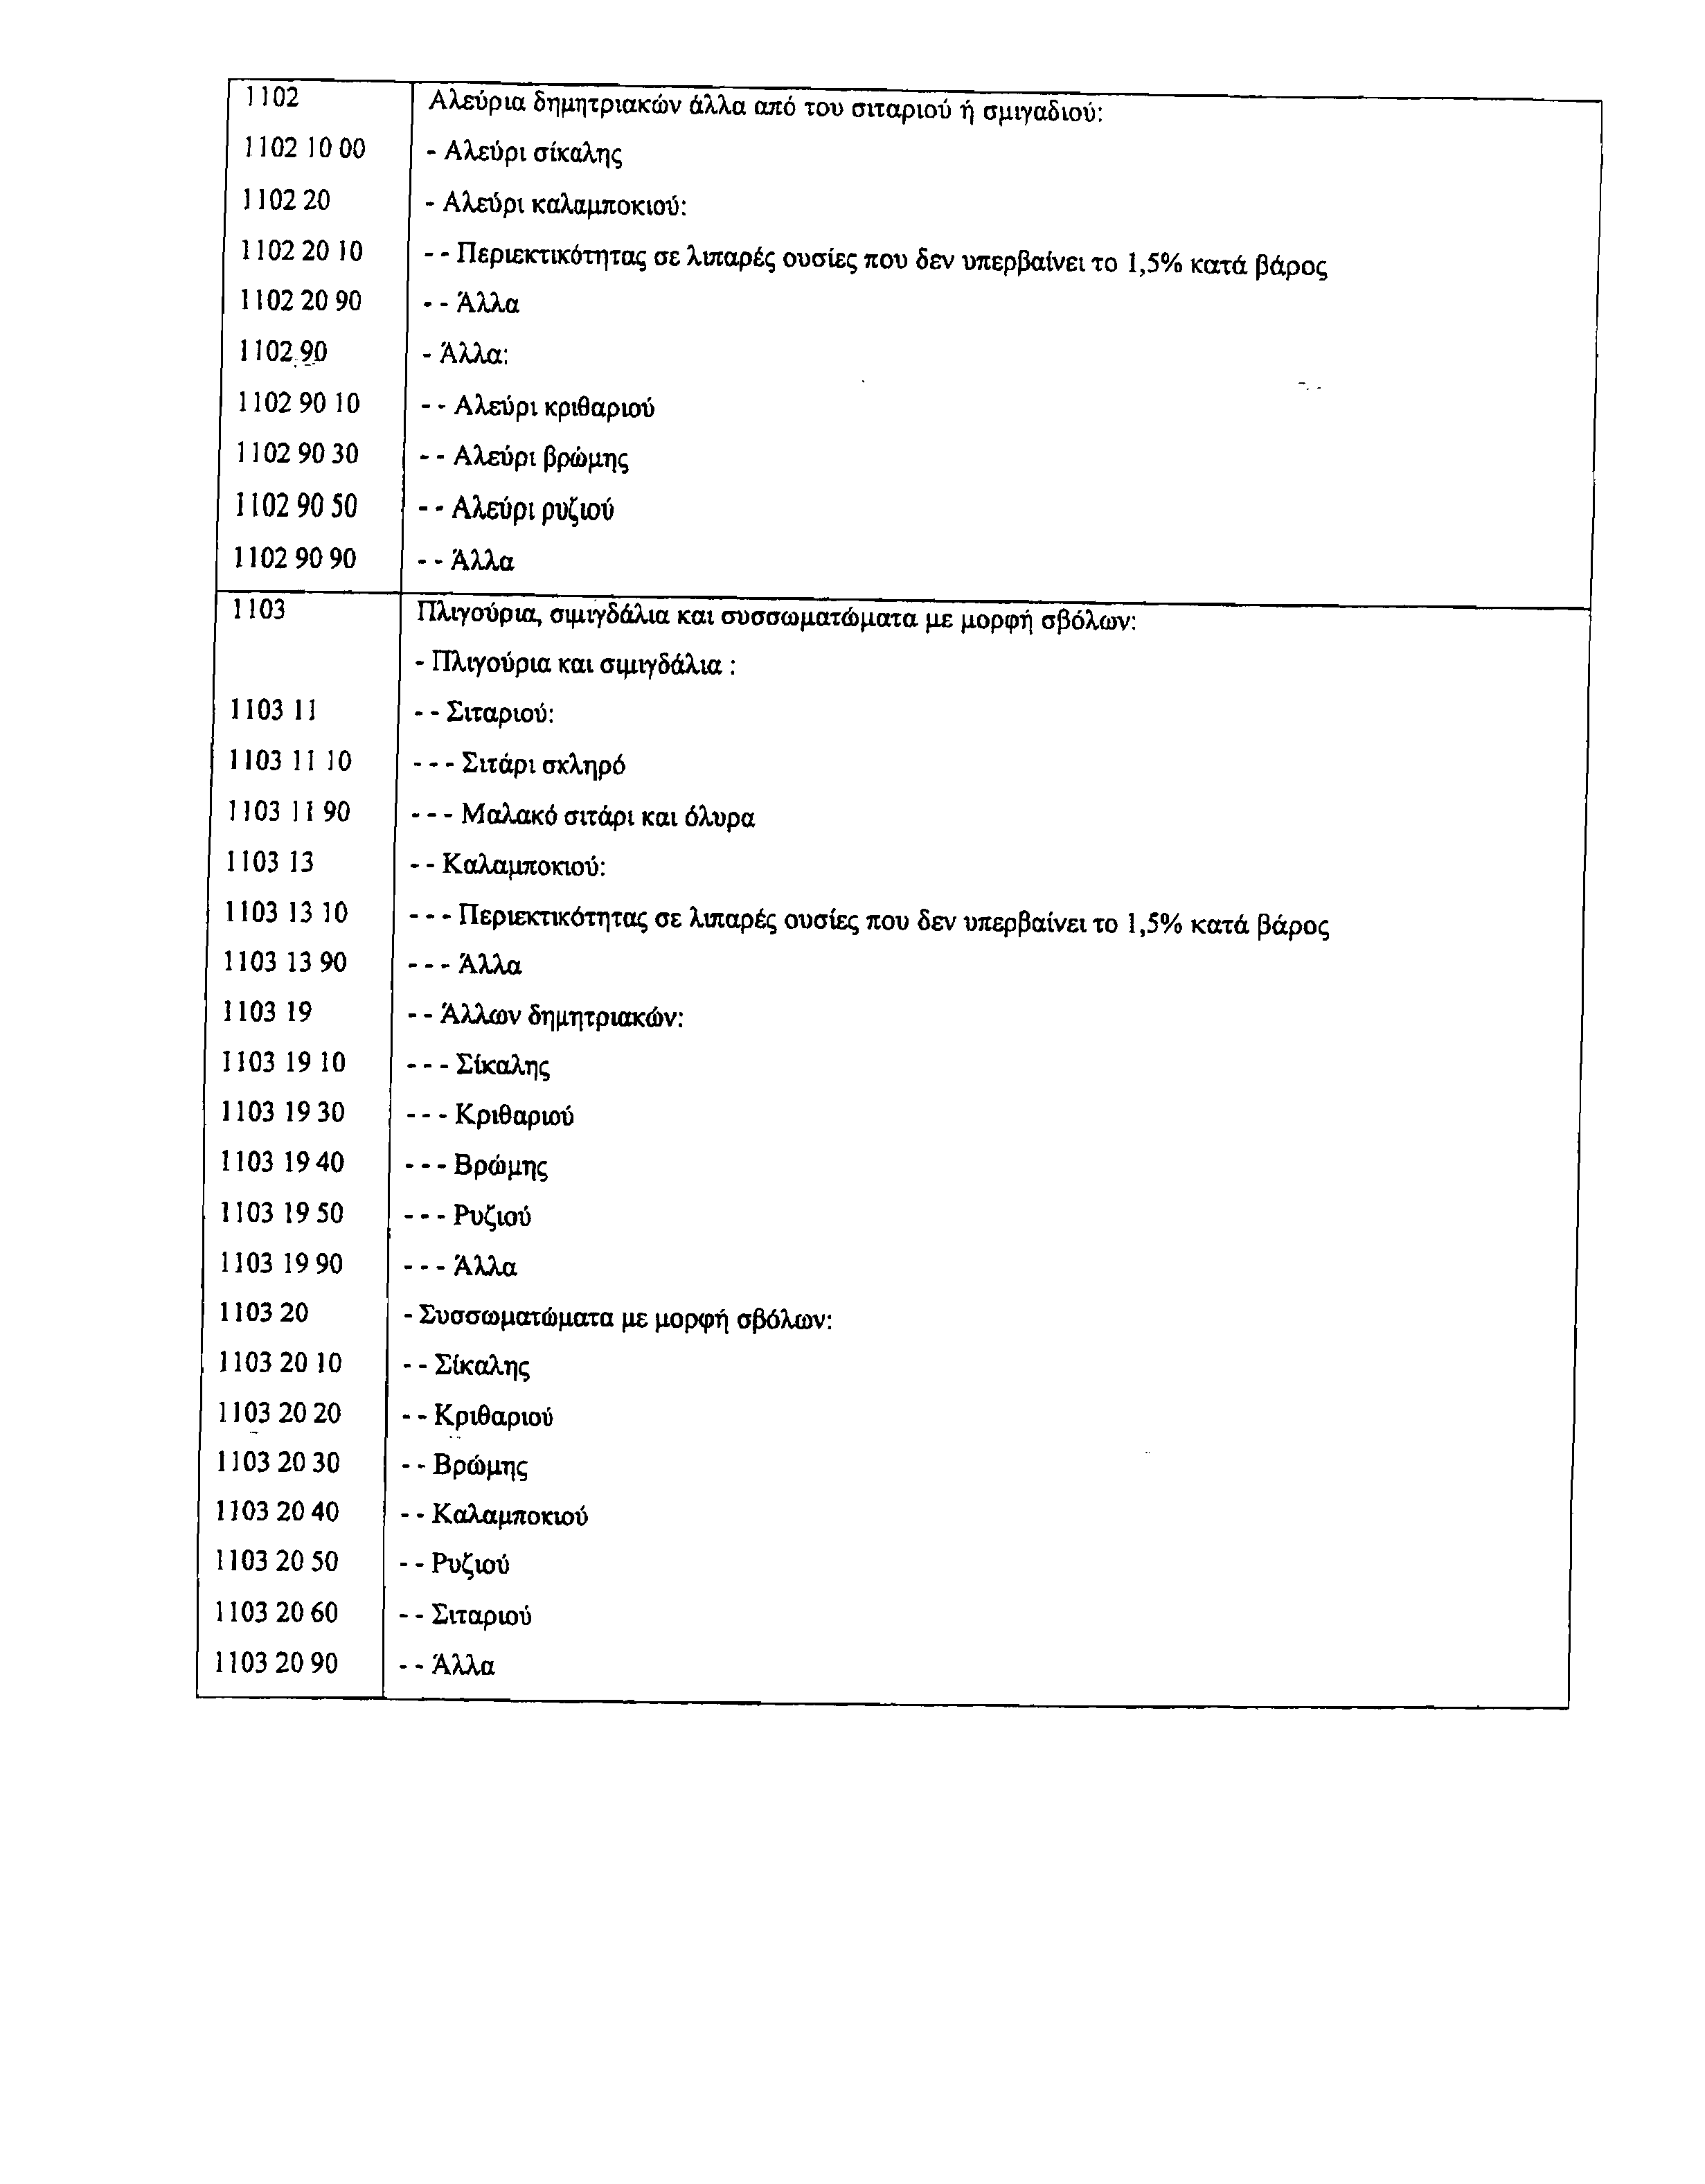 1102 Αλεύρια δημητριακών άλλα από του σιταριού ή σμιγαδιού:
1102 10 00 - Αλεύρι σίκαλης
1102 20 - Αλεύρι καλαμποκιού:
1102 20 10 - - Περιεκτικότητας σε λιπαρές ουσίες που δεν υπερβαίνει το 1,5% κατά βάρος
1102 20 90 - - Άλλα
1102 90 - Άλλα:
1102 90 10 - - Αλεύρι κριθαριού
1102 90 30 - - Αλεύρι βρώμης
1102 90 50 - - Αλεύρι ρυζιού
1102 90 90 - - Άλλα
1103 Πλιγούρια, σιμιγδάλια και συσσωματώματα με μορφή σβόλων:
- Πλιγούρια και σιμιγδάλια :
1103 11 - - Σιταριού:
1103 11 10 - - - Σιτάρι σκληρό
1103 11 90 - - - Μαλακό σιτάρι και όλυρα
1103 13 - - Καλαμποκιού:
1103 13 10 - - - Περιεκτικότητας σε λιπαρές ουσίες που δεν υπερβαίνει το 1,5% κατά βάρος
1103 13 90 - - - Άλλα
1103 19 - - Άλλων δημητριακών:
1103 19 10 - - - Σίκαλης
1103 19 30 - - - Κριθαριού
1103 19 40 - - - Βρώμης
1103 19 50 - - - Ρυζιού
1103 19 90 - - - Άλλα
1103 20 - Συσσωματώματα με μορφή σβόλων:
1103 20 10 - - Σίκαλης
1103 20 20 - - Κριθαριού
1103 20 30 - - Βρώμης
1103 20 40 - - Καλαμποκιού
1103 20 50 - - Ρυζιού
1103 20 60 - - Σιταριού
1103 20 90 - - Άλλα